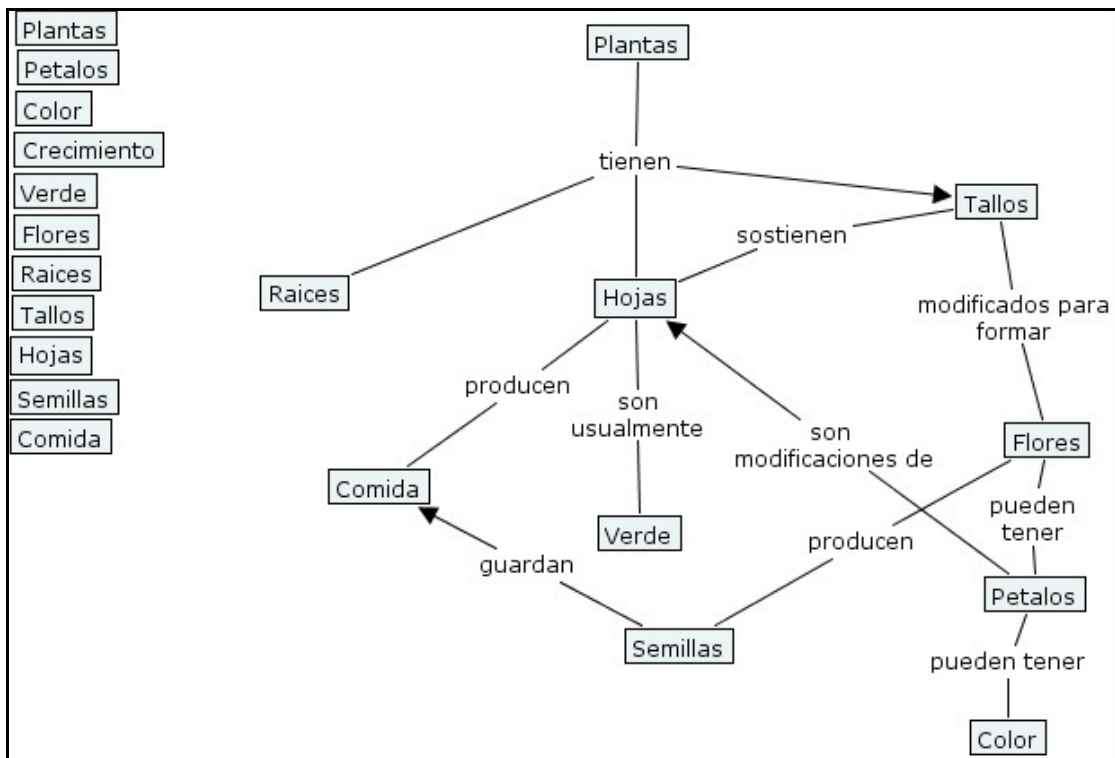 Plantas
Petalos
Color
Crecimiento
Verde
Flores
Raices
Tallos
Hojas
Semillas
Comida
Plantas
tienen
Tallos
sostienen
Raices
Hojas
modificados para
formar
producen
son
usualmente
son
modificaciones de
Flores
Comida
pueden
tener
Verde
producen
guardan
Petalos
Semillas
pueden tener
Color